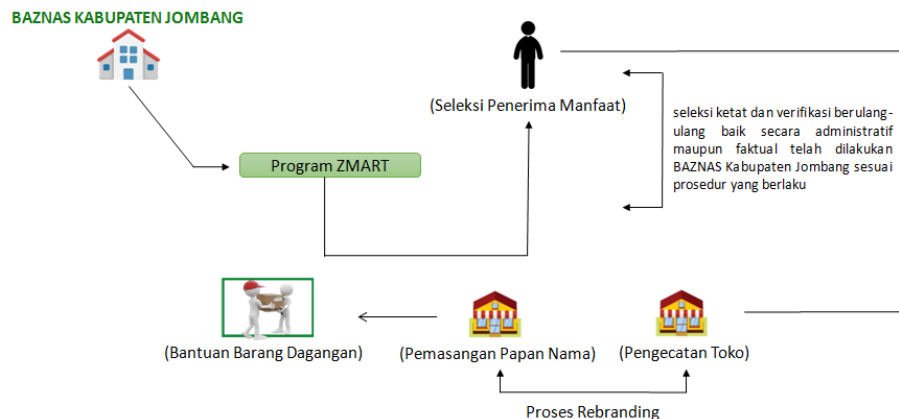 BAZNAS KABUPATEN JOMBANG
(Seleksi Penerima Manfaat)
seleksi ketat dan verifikasi berulang-
ulang baik secara administratif
maupun faktual telah dilakukan
BAZNAS Kabupaten Jombang sesuai
prosedur yang berlaku
Program ZMART
(Bantuan Barang Dagangan)
(Pemasangan Papan Nama)
(Pengecatan Toko)
Proses Rebranding